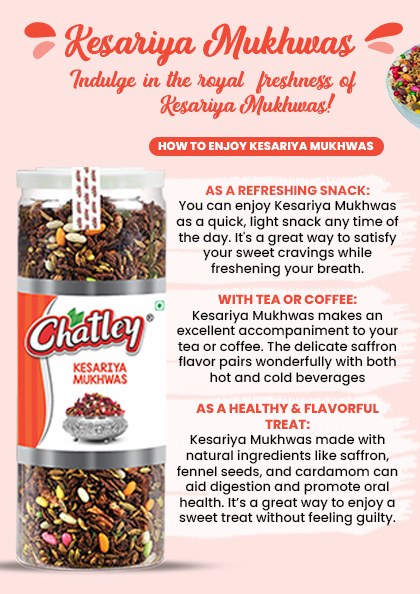 Kesariya Mukhwas
Indulge in the royal freshness of
Kesariya Mukhwas!
HOW TO ENJOY KESARIYA MUKHWAS
AS A REFRESHING SNACK:
You can enjoy Kesariya Mukhwas
as a quick, light snack any time of
the day. It's a great way to satisfy
your sweet cravings while
freshening your breath.
WITH TEA OR COFFEE:
Kesariya Mukhwas makes an
excellent accompaniment to your
tea or coffee. The delicate saffron
flavor pairs wonderfully with both
hot and cold beverages
AS A HEALTHY & FLAVORFUL
TREAT:
Kesariya Mukhwas made with
natural ingredients like saffron,
fennel seeds, and cardamom can
aid digestion and promote oral
health. It's a great way to enjoy a
sweet treat without feeling guilty.
Chatley®
KESARIYA
MUKHWAS